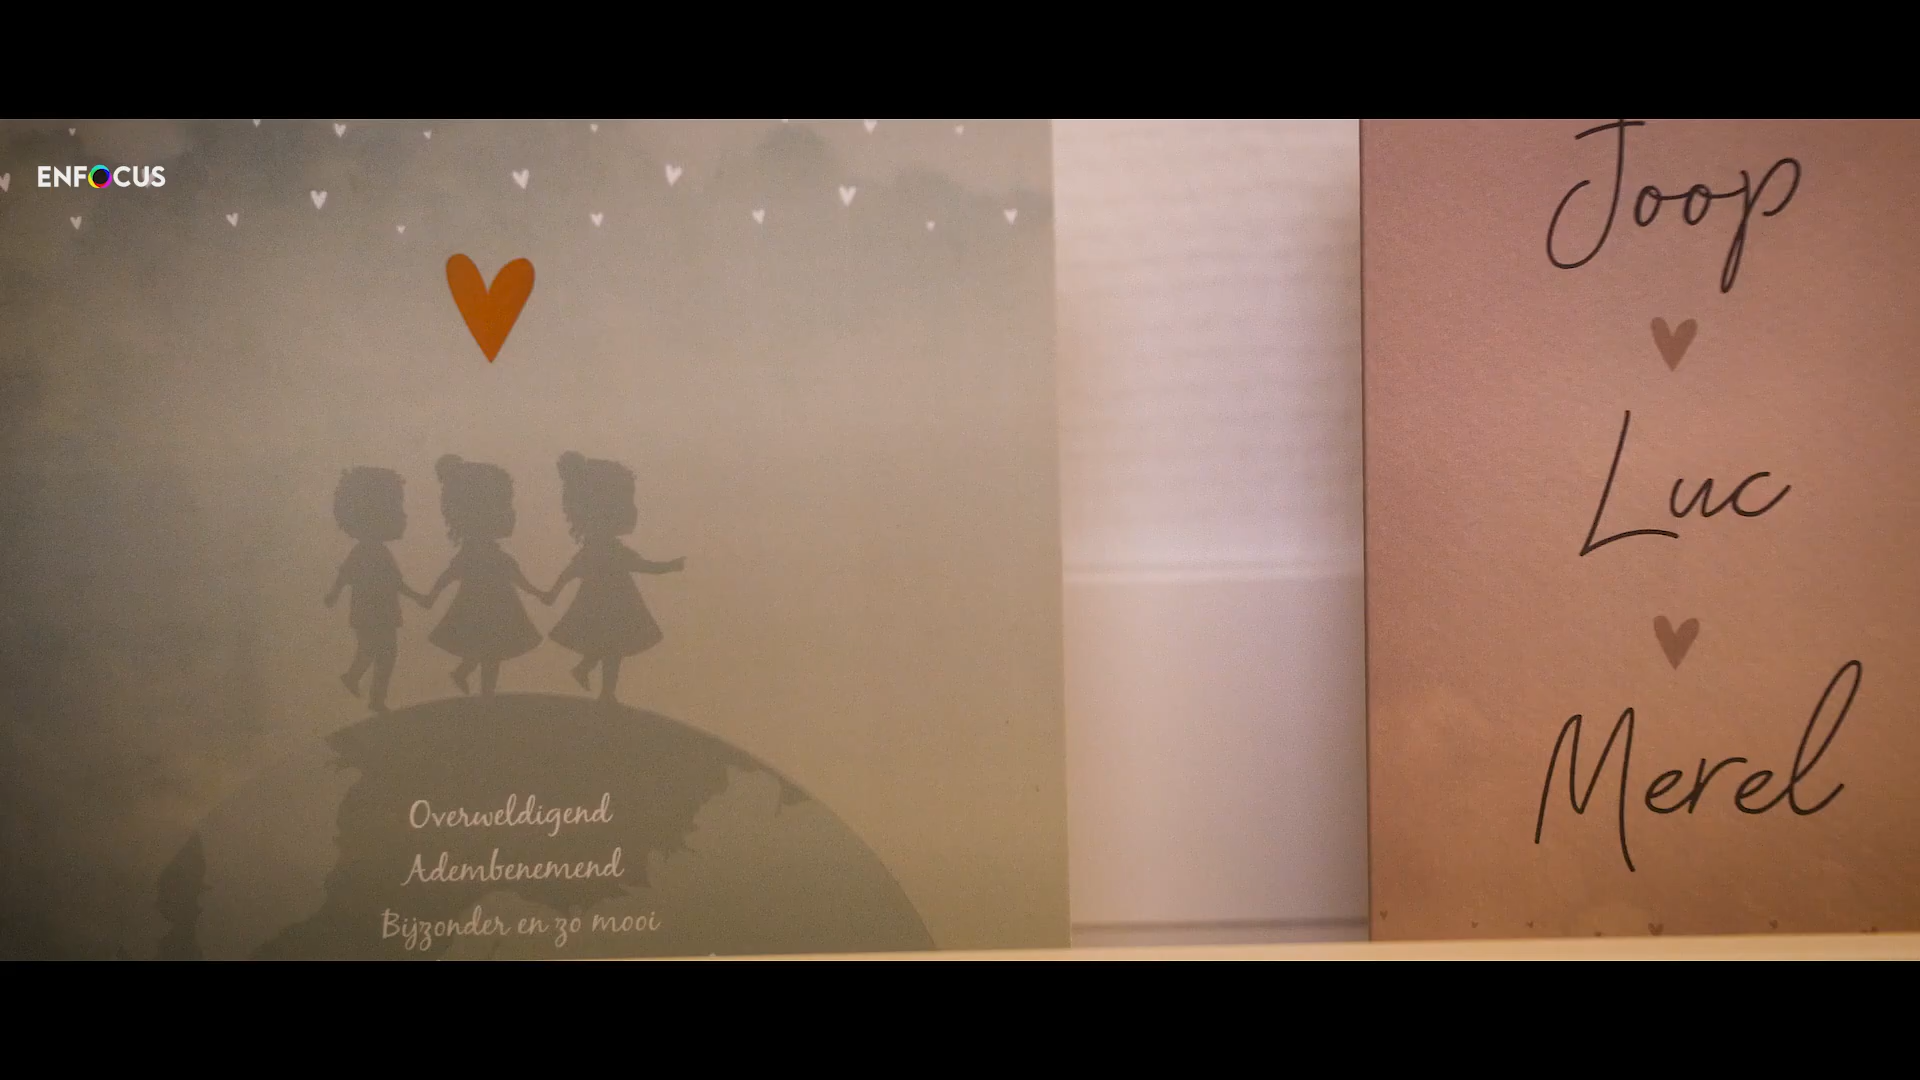 ENFOCUS
Overweldigend
Adembenemend
Bijzonder en zo mooi
Joop
Luc
Merel